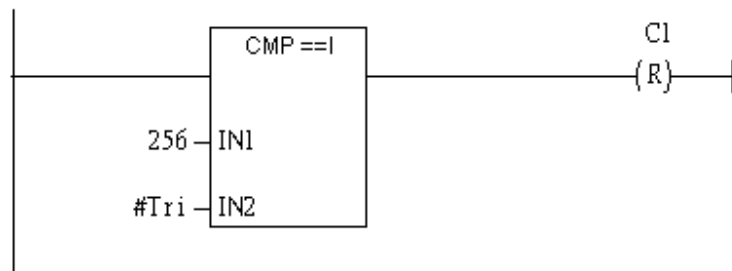 CMP ==I
C1
(R)
256
IN1
#Tri
IN2